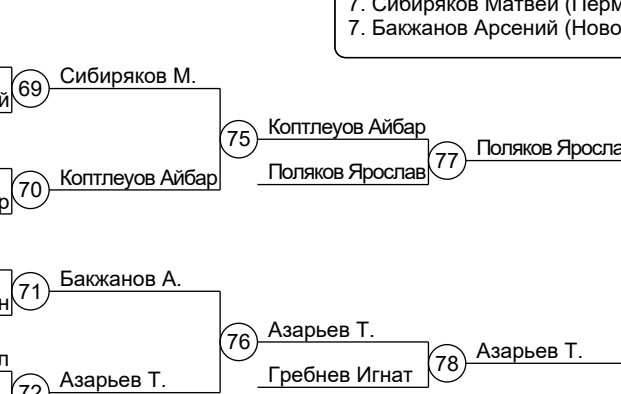 7. Сибиряков Матвей (Перм
7. Бакжанов Арсений (Ново
й
69
Сибиряков М.
75
Коптлеуов Айбар
77
Поляков Яросла
Поляков Ярослав
р
70
Коптлеуов Айбар
н
71
Бакжанов А.
76
Азарьев Т.
78
Азарьев Т.
Гребнев Игнат
л
72
Азарьев Т.